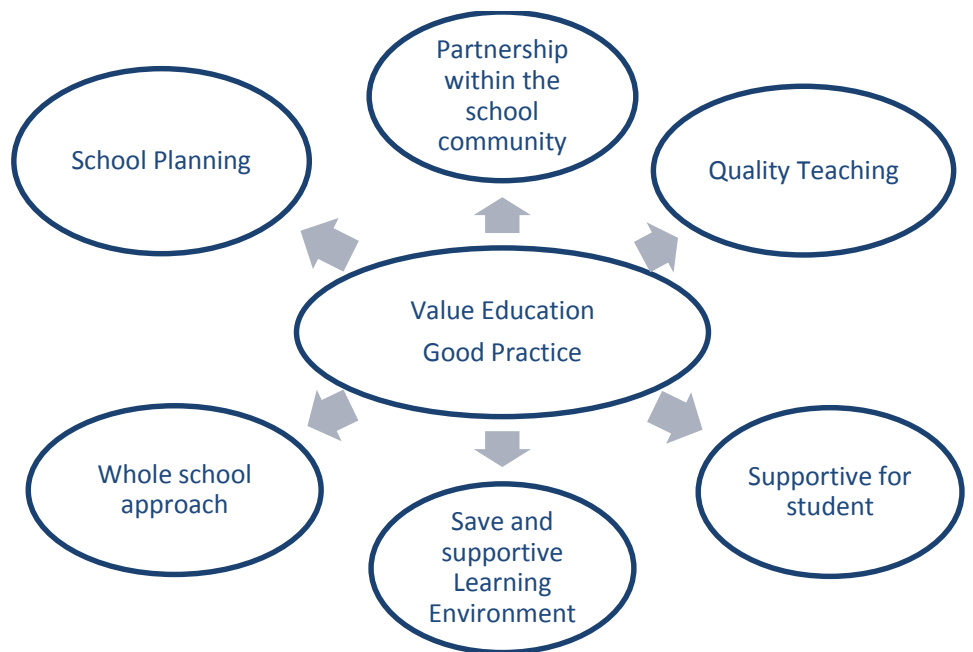 Partnership
within the
school
community
School Planning
Quality Teaching
Value Education
Good Practice
Whole school
approach
Supportive for
student
Save and
supportive
Learning
Environment